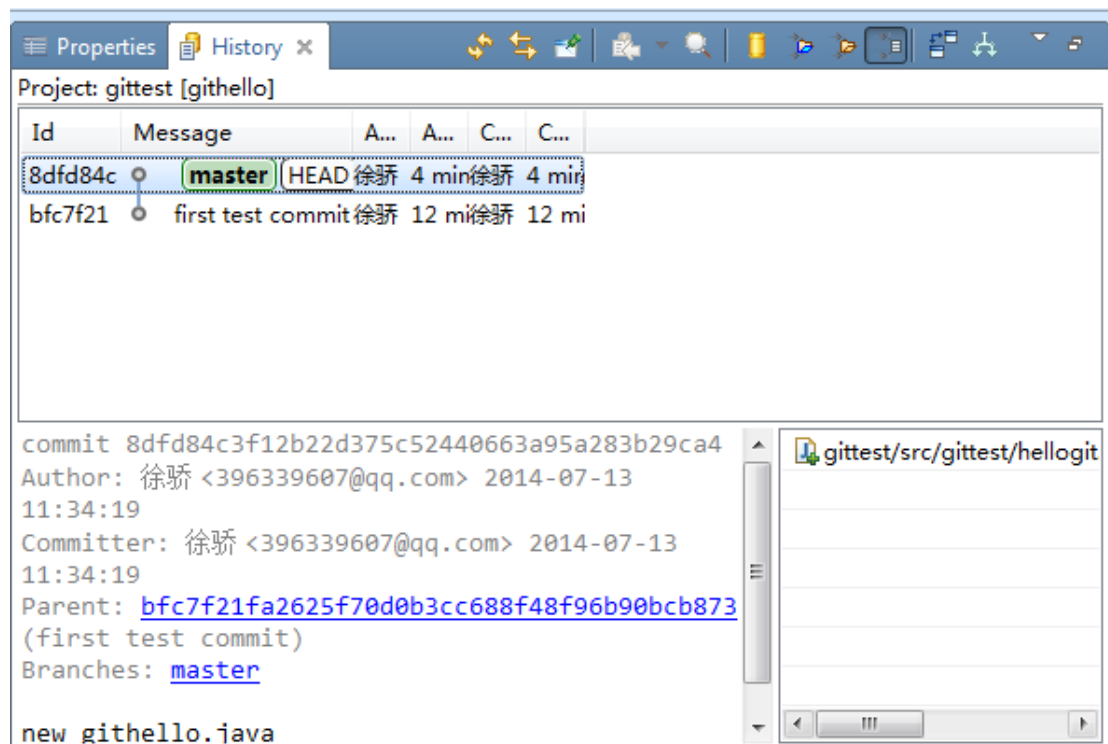 Properties History
Project: gittest [githello]
Id Message A... A... C... C...
8dfd84c master HEAD 徐骄 4 min 徐骄 4 min
bfc7f21 first test commit 徐骄 12 mi 徐骄 12 mi
commit 8dfd84c3f12b22d375c52440663a95a283b29ca4
Author: 徐骄 <396339607@qq.com> 2014-07-13
11:34:19
Committer: 徐骄 <396339607@qq.com> 2014-07-13
11:34:19
Parent: bfc7f21fa2625f70d0b3cc688f48f96b90bcb873
(first test commit)
Branches: master
new githello.java
gittest/src/gittest/hellogit